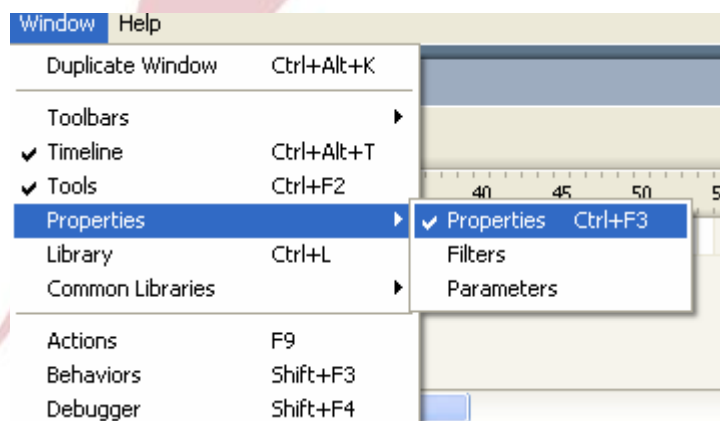 Window Help
Duplicate Window Ctrl+Alt+K
Toolbars
Timeline Ctrl+Alt+T
Tools Ctrl+F2
40 45 50 5
Properties
Properties Ctrl+F3
Library Ctrl+L
Filters
Common Libraries
Parameters
Actions F9
Behaviors Shift+F3
Debugger Shift+F4